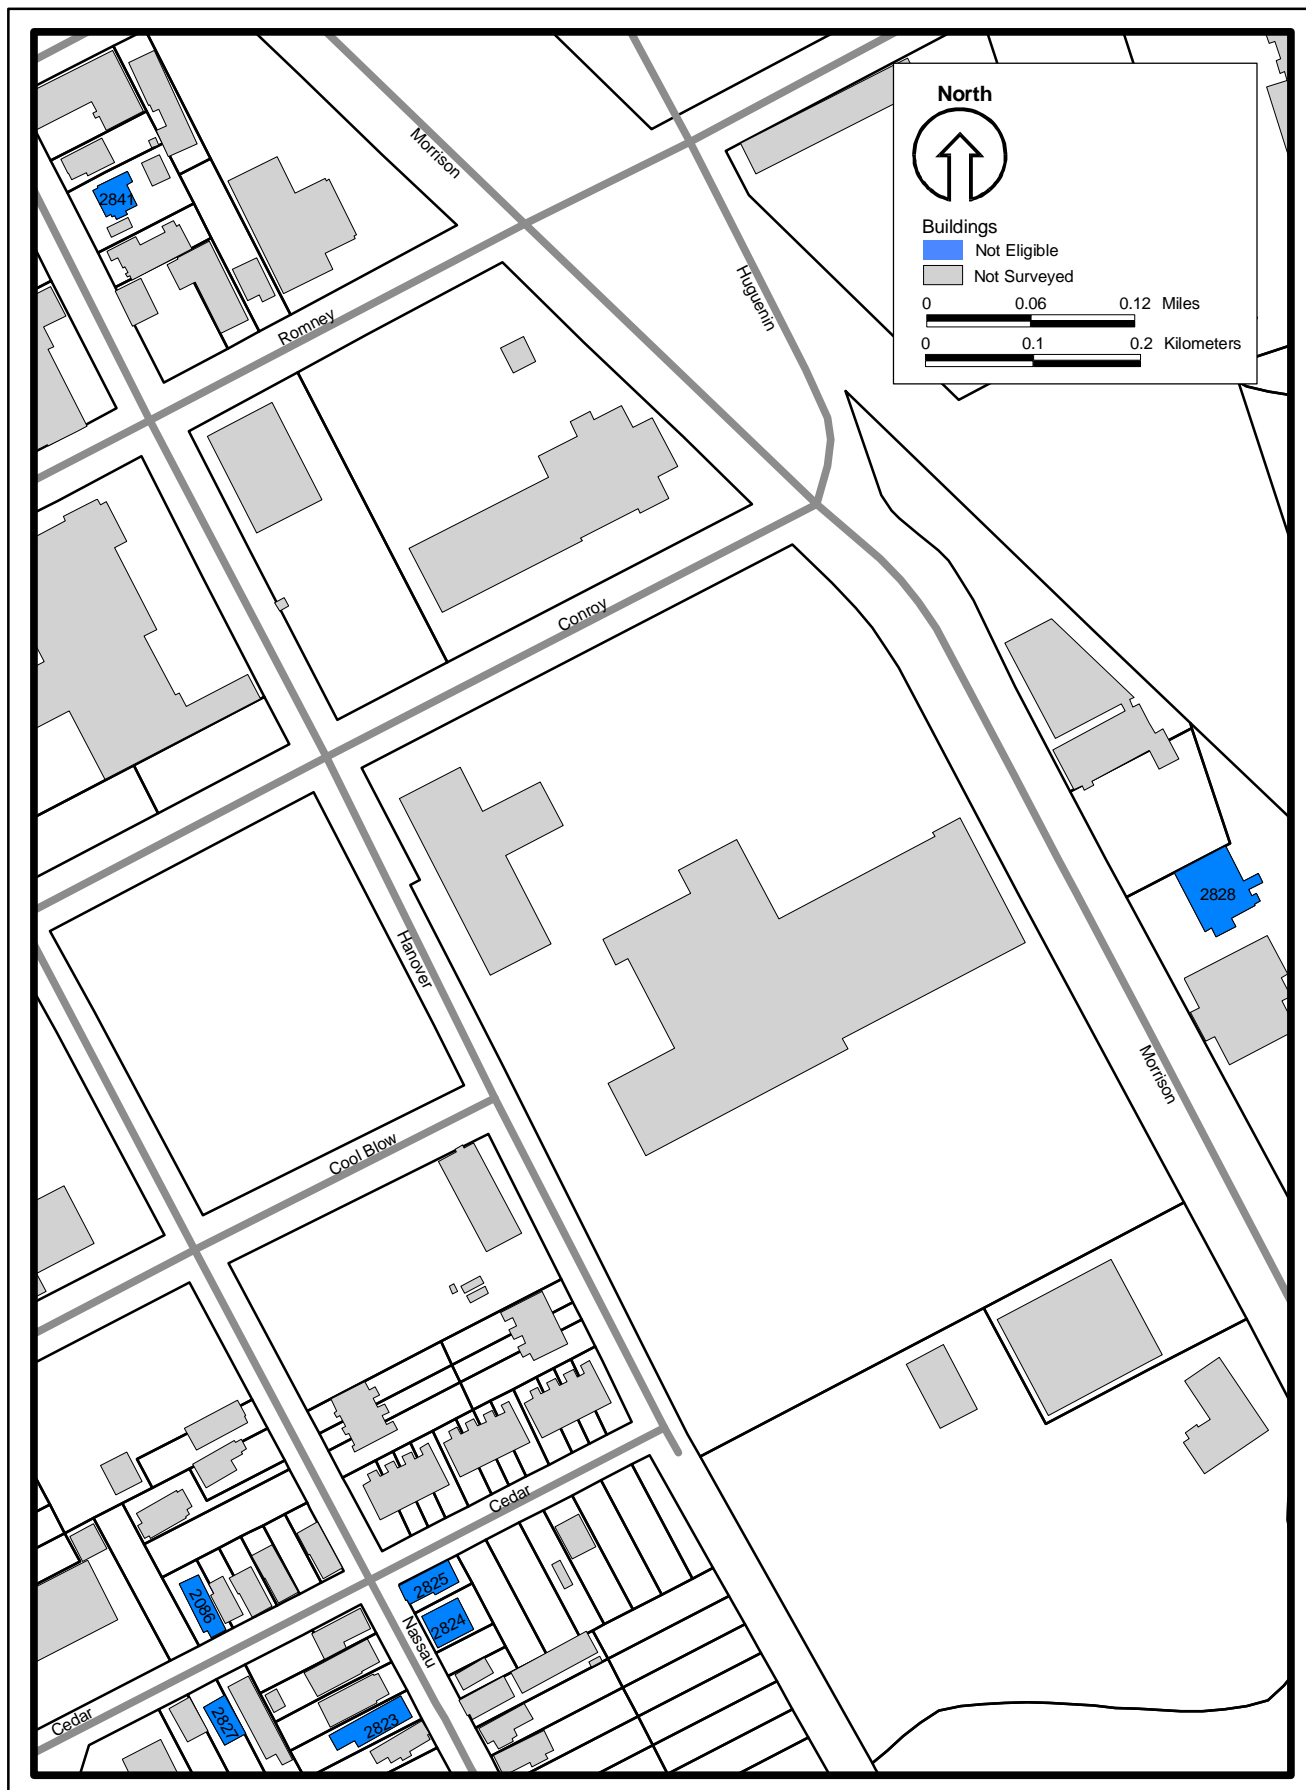 North
Buildings
Not Eligible
Not Surveyed
0 0.06 0.12 Miles
0 0.1 0.2 Kilometers
Morrison
2841
Huguenin
Romney
Conroy
2828
Hanover
Morrison
Cool Blow
Cedar
2825
2086
2824
Nassau
Cedar
2827
2823